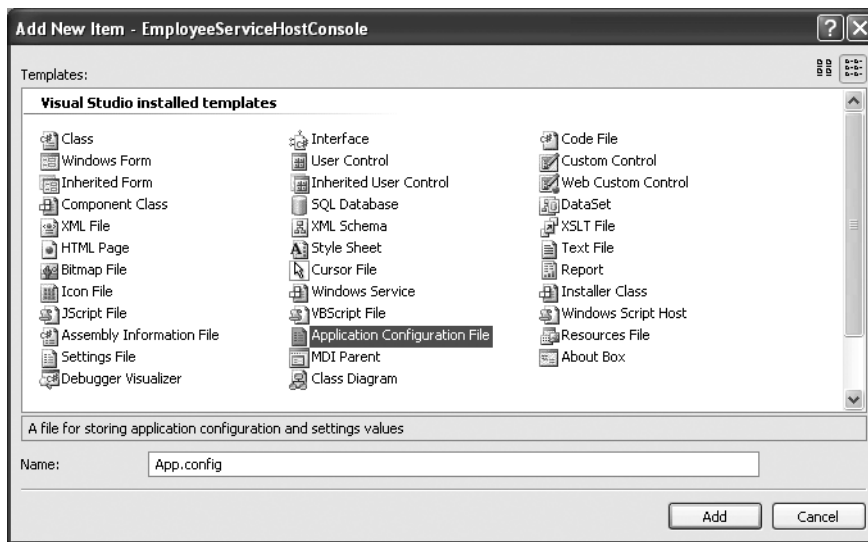 Add New Item - EmployeeServiceHostConsole
Templates:
Visual Studio installed templates
Class
Interface
Code File
Windows Form
User Control
Custom Control
Inherited Form
Inherited User Control
Web Custom Control
Component Class
SQL Database
DataSet
XML File
XML Schema
XSLT File
HTML Page
Style Sheet
Text File
Bitmap File
Cursor File
Report
Icon File
Windows Service
Installer Class
JScript File
VBScript File
Windows Script Host
Assembly Information File
Application Configuration File
Resources File
Settings File
MDI Parent
About Box
Debugger Visualizer
Class Diagram
A file for storing application configuration and settings values
Name:
App.config
Add
Cancel